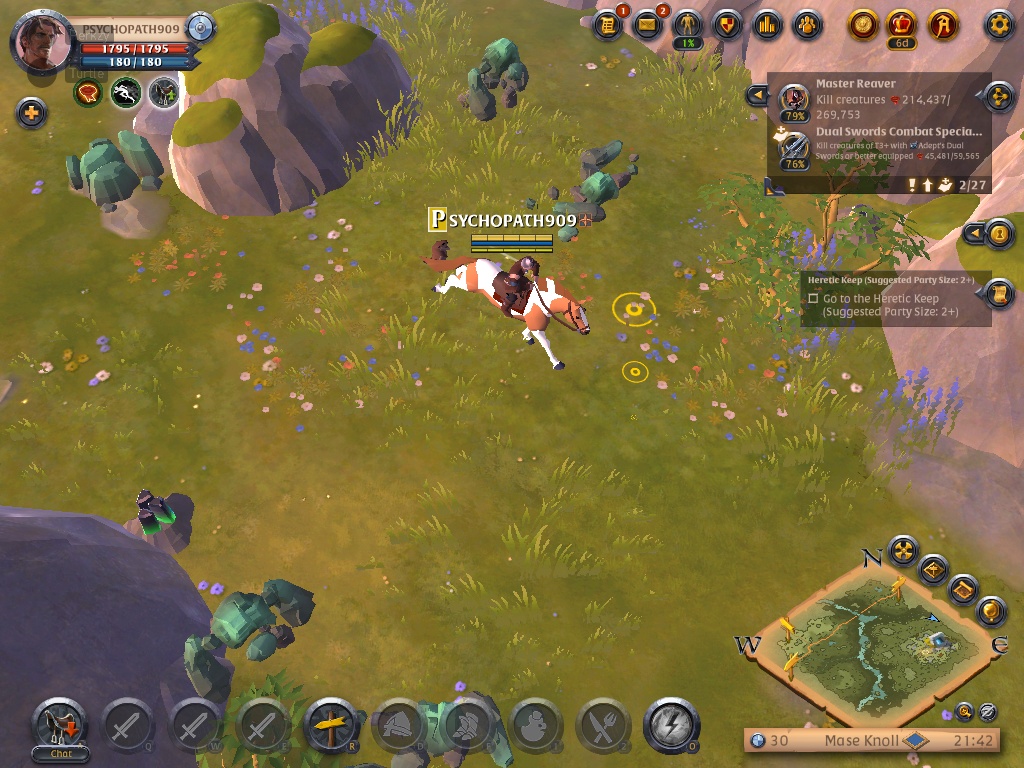 PSYCHOPATH909
1795 / 1795
180 / 180
Turtle
1
2
1%
6d
Master Reaver
Kill creatures 214,437/
269,753
79%
Dual Swords Combat Specia...
Kill creatures of T3+ with Adept's Dual
Swords or better equipped 45,481/59,565
76%
2/27
PSYCHOPATH909
Heretic Keep (Suggested Party Size: 2+)
Go to the Heretic Keep
(Suggested Party Size: 2+)
N
W
E
Chat
Q
W
E
R
D
2
O
30
Mase Knoll
21:42